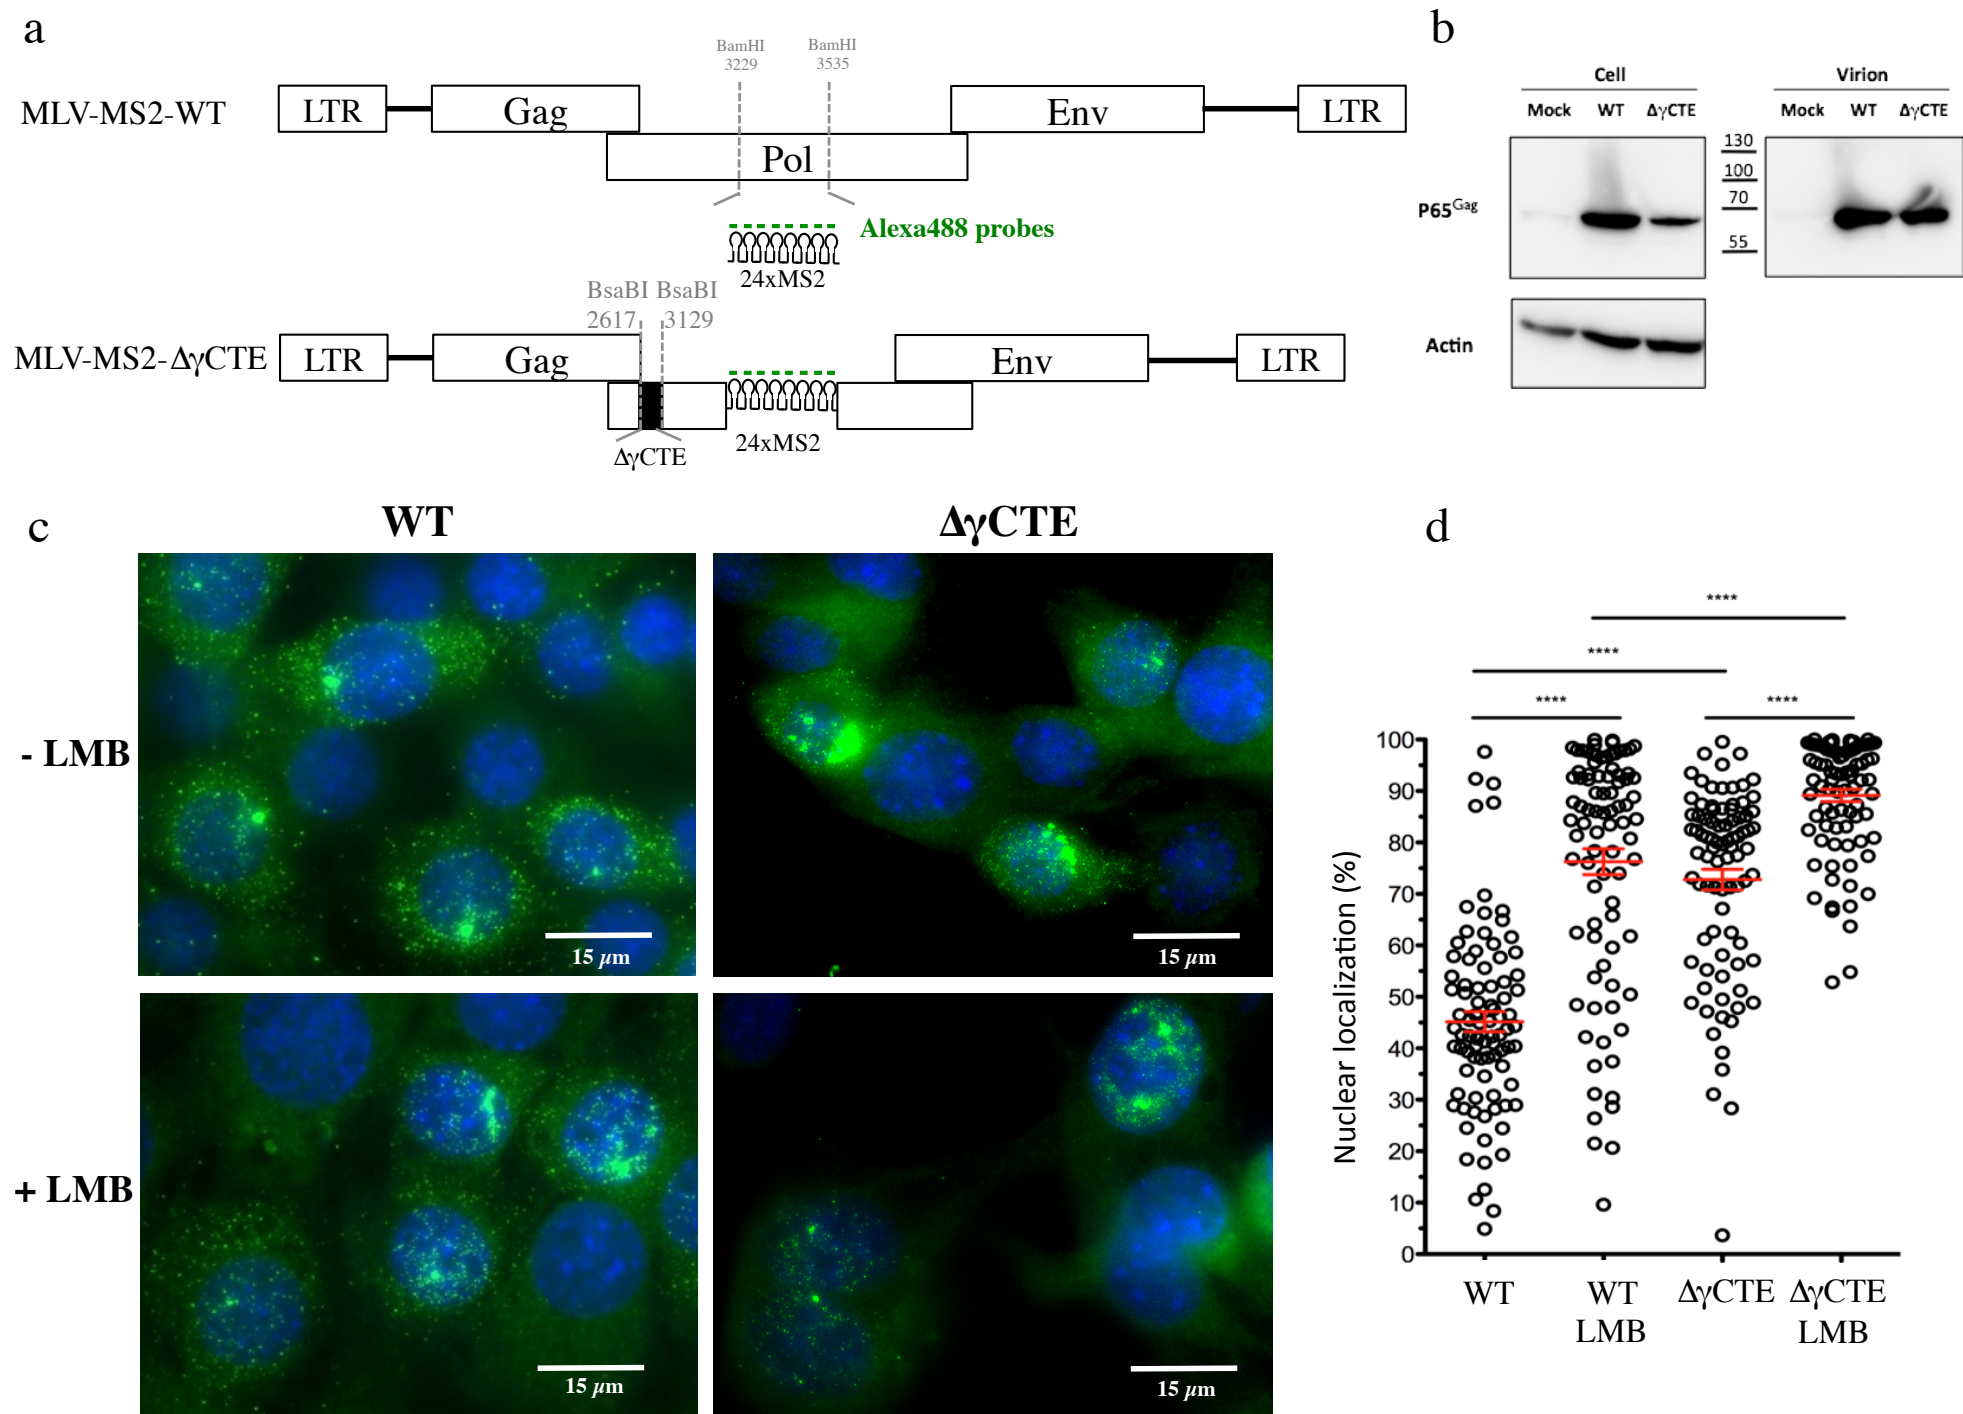 a
BamHI BamHI
3229 3535
MLV-MS2-WT LTR Gag Env LTR
Pol
Alexa488 probes
24xMS2
BsaBI BsaBI
2617 3129
MLV-MS2-ΔγCTE LTR Gag Env LTR
24xMS2
ΔγCTE
b
Cell Virion
Mock WT ΔγCTE Mock WT ΔγCTE
130
100
70
P65Gag
55
Actin
c
WT ΔγCTE
- LMB
15 µm 15 µm
+ LMB
15 µm 15 µm
d
****
****
**** ****
Nuclear localization (%)
100
90
80
70
60
50
40
30
20
10
0
WT WT ΔγCTE ΔγCTE
LMB LMB